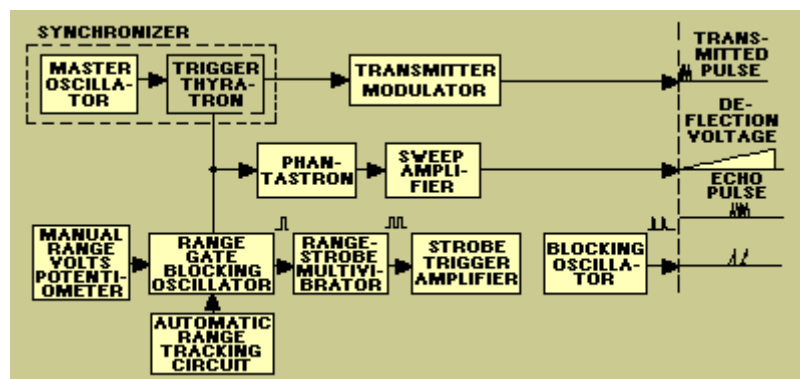 SYNCHRONIZER
MASTER
OSCILLA-
TOR
TRIGGER
THYRA-
TRON
TRANSMITTER
MODULATOR
TRANS-
MITTED
PULSE
DE-
FLECTION
VOLTAGE
PHAN-
TASTRON
SWEEP
AMPLI-
FIER
ECHO
PULSE
MANUAL
RANGE
VOLTS
POTENTI-
OMETER
RANGE
GATE
BLOCKING
OSCILLATOR
RANGE-
STROBE
MULTIVI-
BRATOR
STROBE
TRIGGER
AMPLIFIER
BLOCKING
OSCILLA-
TOR
AUTOMATIC
RANGE
TRACKING
CIRCUIT